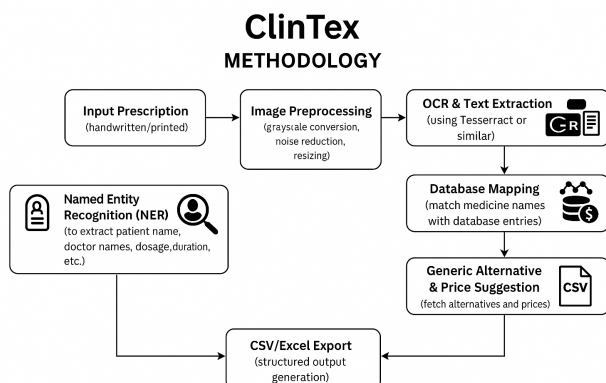 ClinTex
METHODOLOGY
Input Prescription
(handwritten/printed)
Image Preprocessing
(grayscale conversion,
noise reduction,
resizing)
OCR & Text Extraction
(using Tesserract or
similar)
GR
Named Entity
Recognition (NER)
(to extract patient name,
doctor names, dosage,duration,
etc.)
Database Mapping
(match medicine names
with database entries)
$
Generic Alternative
& Price Suggestion
(fetch alternatives and prices)
CSV
CSV/Excel Export
(structured output
generation)